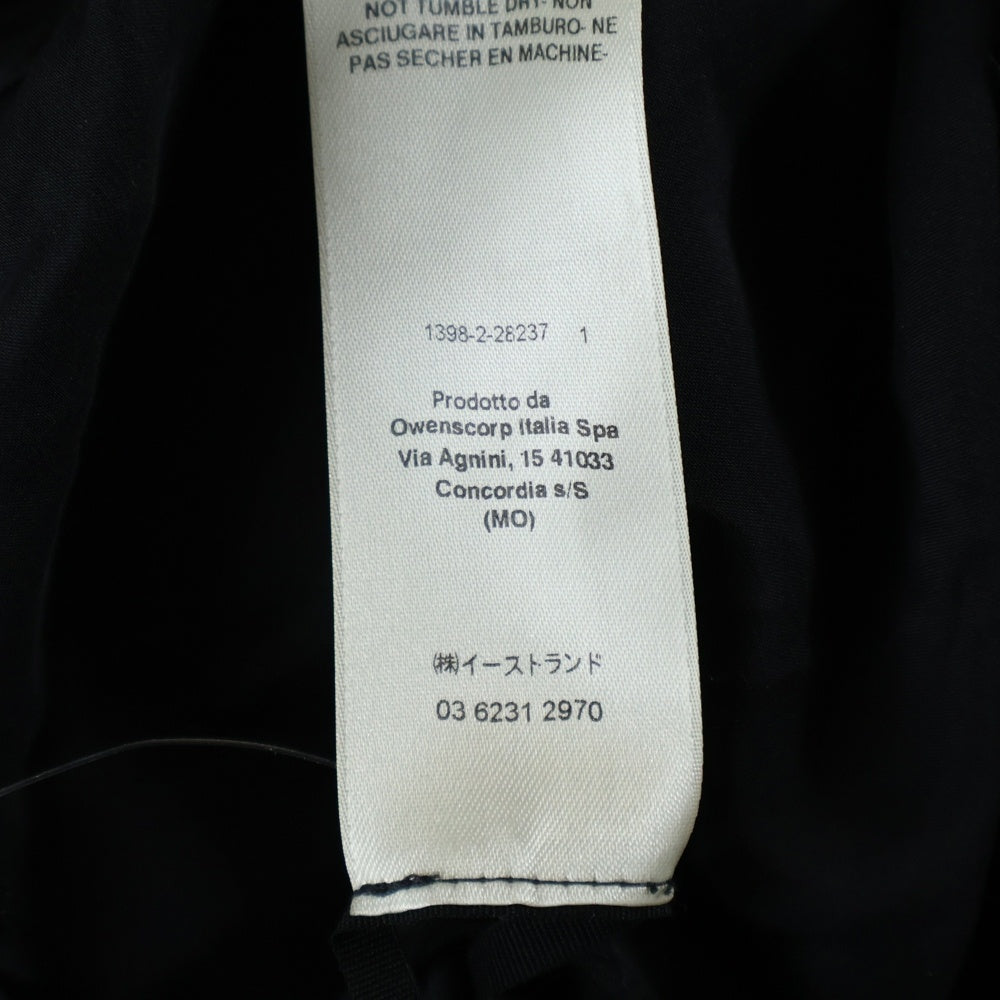 NOT TUMBLE DRY- NON
ASCIUGARE IN TAMBURO- NE
PAS SECHER EN MACHINE-
1398-2-28237 1
Prodotto da
Owenscorp Italia Spa
Via Agnini, 15 41033
Concordia s/S
(MO)
㈱イーストランド
03 6231 2970